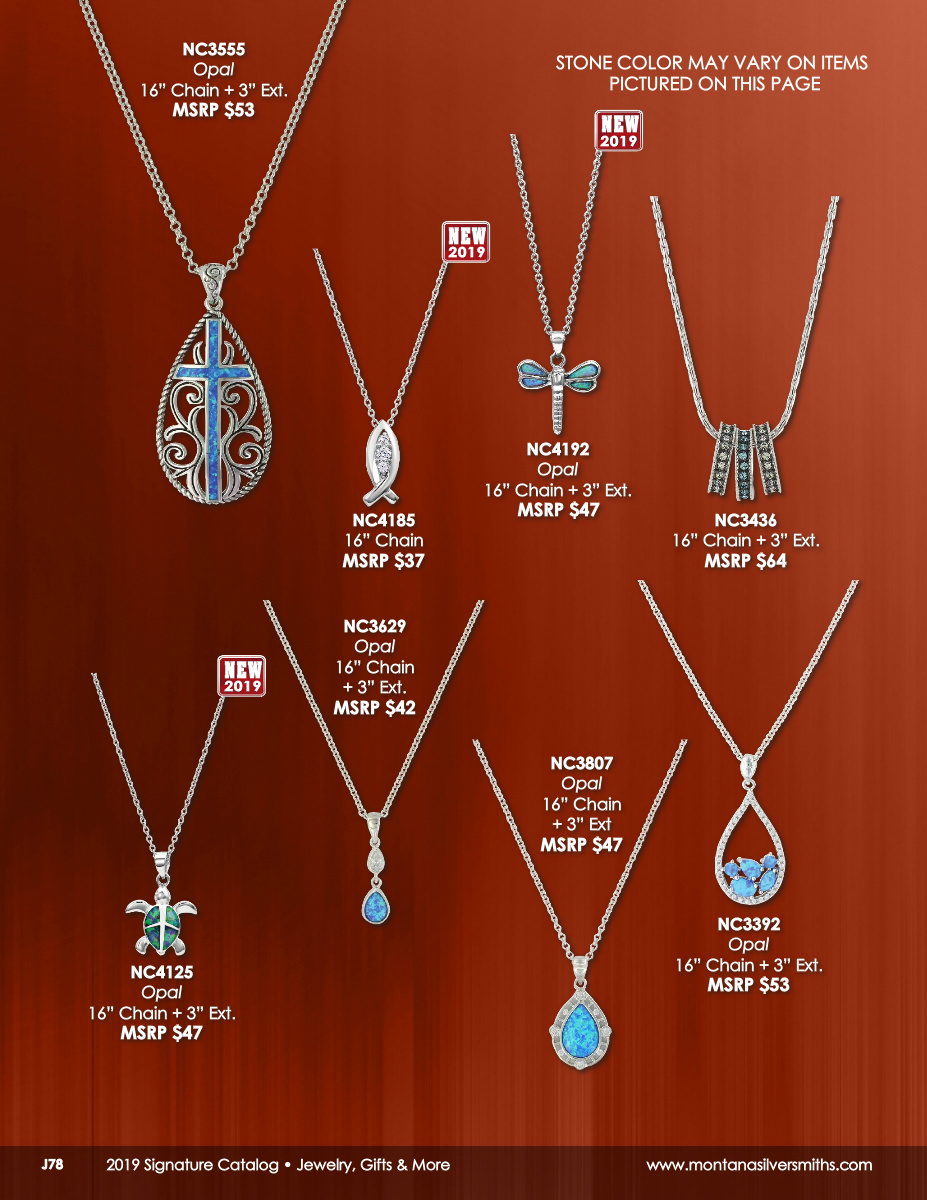 NC3555
Opal
16” Chain + 3” Ext.
MSRP $53
STONE COLOR MAY VARY ON ITEMS
PICTURED ON THIS PAGE
NEW
2019
NEW
2019
NC4192
Opal
16” Chain + 3” Ext.
MSRP $47
NC4185
16” Chain
MSRP $37
NC3436
16” Chain + 3” Ext.
MSRP $64
NC3629
Opal
16” Chain
+ 3” Ext.
MSRP $42
NEW
2019
NC3807
Opal
16” Chain
+ 3” Ext
MSRP $47
NC3392
Opal
16” Chain + 3” Ext.
MSRP $53
NC4125
Opal
16” Chain + 3” Ext.
MSRP $47
J78 2019 Signature Catalog • Jewelry, Gifts & More www.montanasilversmiths.com